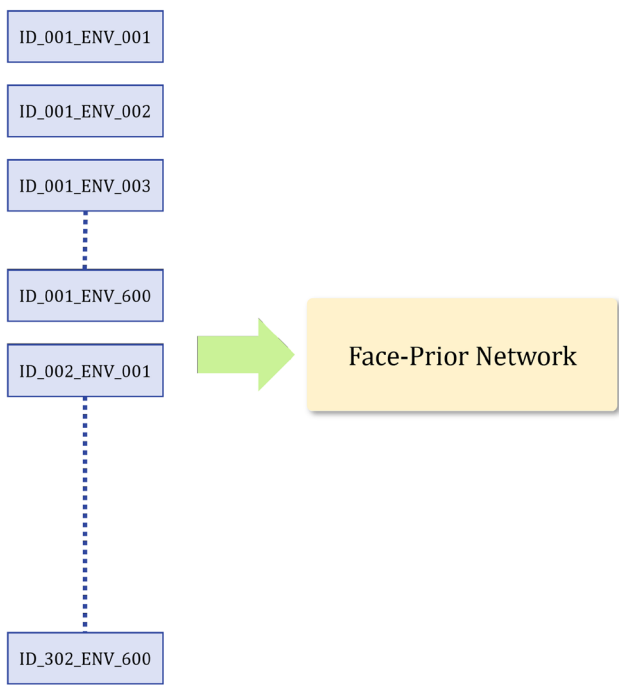 ID_001_ENV_001
ID_001_ENV_002
ID_001_ENV_003
ID_001_ENV_600
ID_002_ENV_001
Face-Prior Network
ID_302_ENV_600